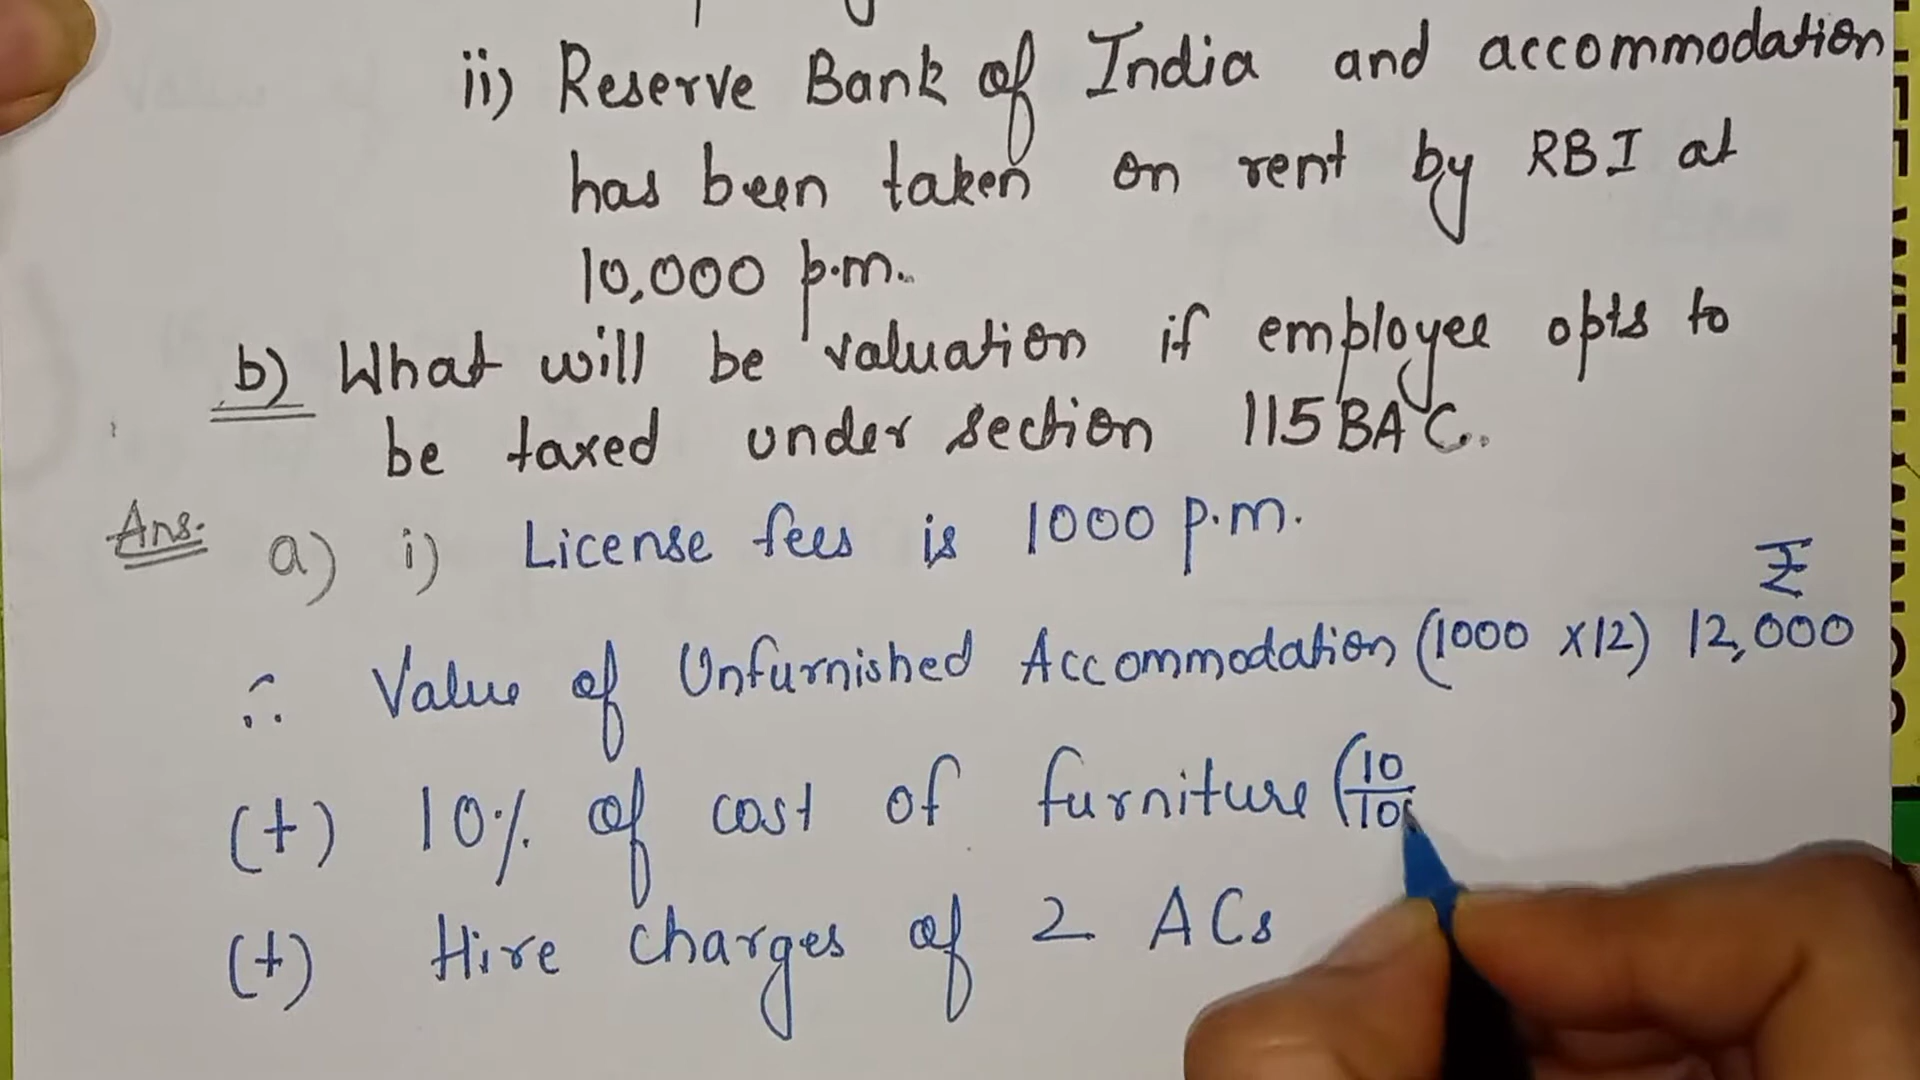 ii) Reserve Bank of India and accommodation
has been taken on rent by RBI at
10,000 p.m.
b) What will be valuation if employee opts to
be taxed under section 115BAC.
Ans. a) i) License fees is 1000 p.m.
₹
∴ Value of Unfurnished Accommodation (1000 x12) 12,000
(+) 10% of cost of furniture (10/10
(+) Hire charges of 2 ACs